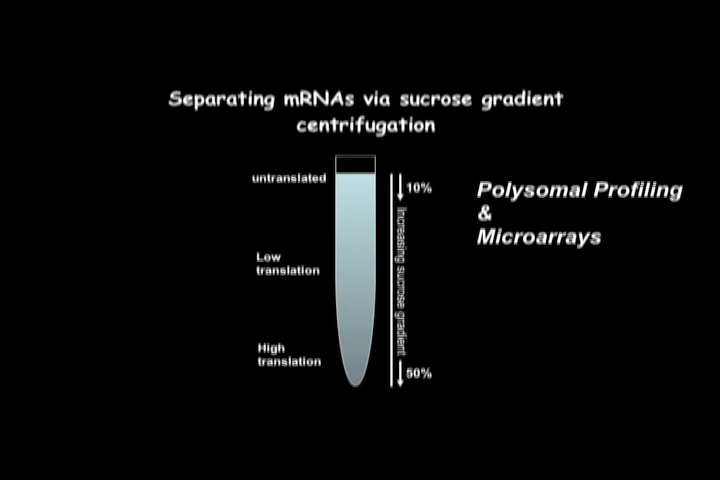 Separating mRNAs via sucrose gradient
centrifugation
untranslated
10%
Polysomal Profiling
&
Microarrays
Increasing sucrose gradient
Low
translation
High
translation
50%